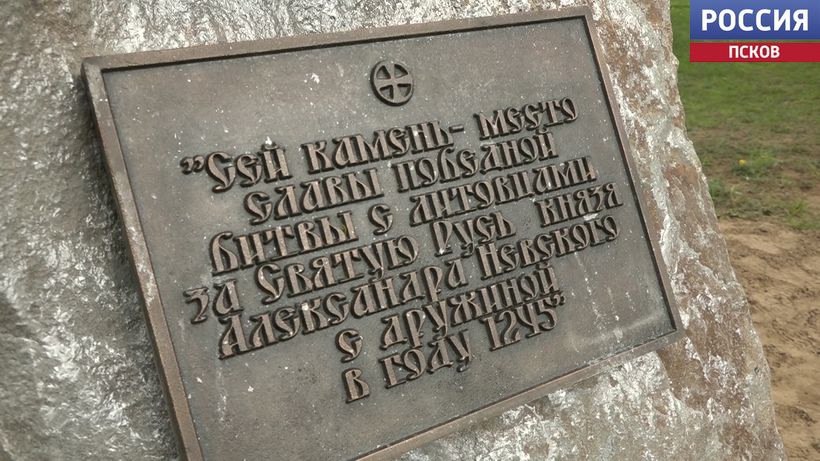 РОССИЯ
ПСКОВ
"Сей камень - место
славы победной
битвы с литовцами
за Святую Русь князя
Александра Невского
с дружиной
в году 1245"